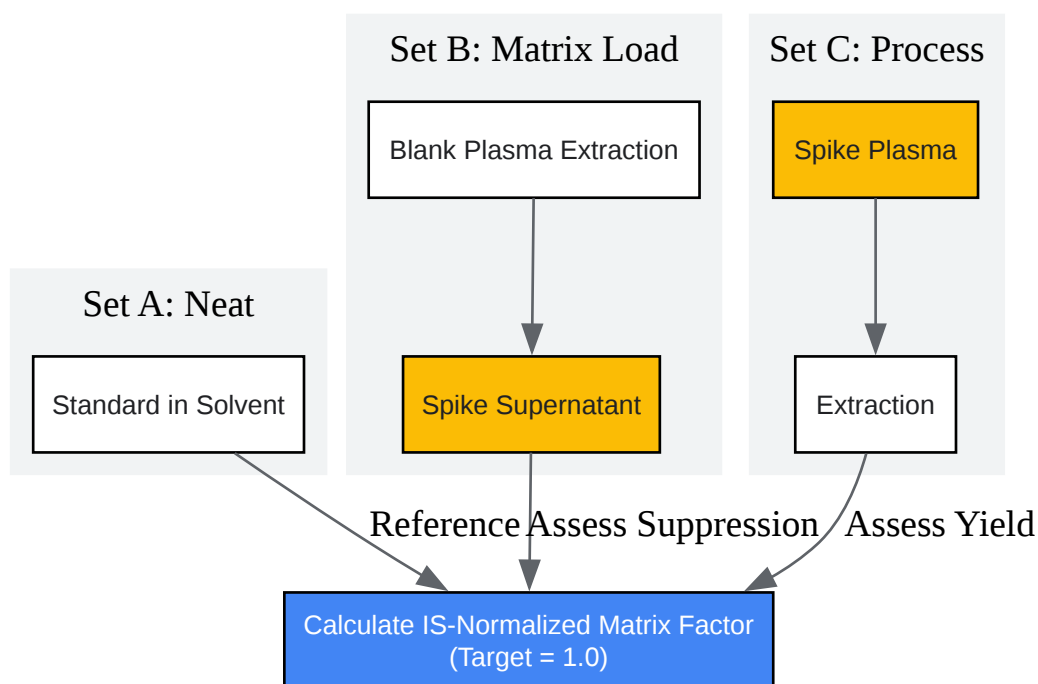 Set B: Matrix Load
Set C: Process
Blank Plasma Extraction
Spike Plasma
Set A: Neat
Standard in Solvent
Spike Supernatant
Extraction
Reference
Assess Suppression
Assess Yield
Calculate IS-Normalized Matrix Factor
(Target = 1.0)